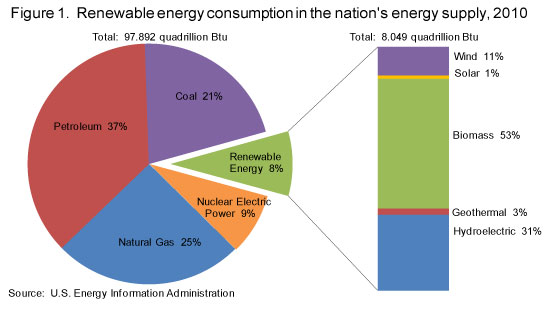 Figure 1.  Renewable energy consumption in the nation's energy supply, 2010
Total:  97.892 quadrillion Btu
Total:  8.049 quadrillion Btu
Coal  21%
Petroleum  37%
Renewable
Energy  8%
Nuclear Electric
Power  9%
Natural Gas  25%
Wind  11%
Solar  1%
Biomass  53%
Geothermal  3%
Hydroelectric  31%
Source:  U.S. Energy Information Administration